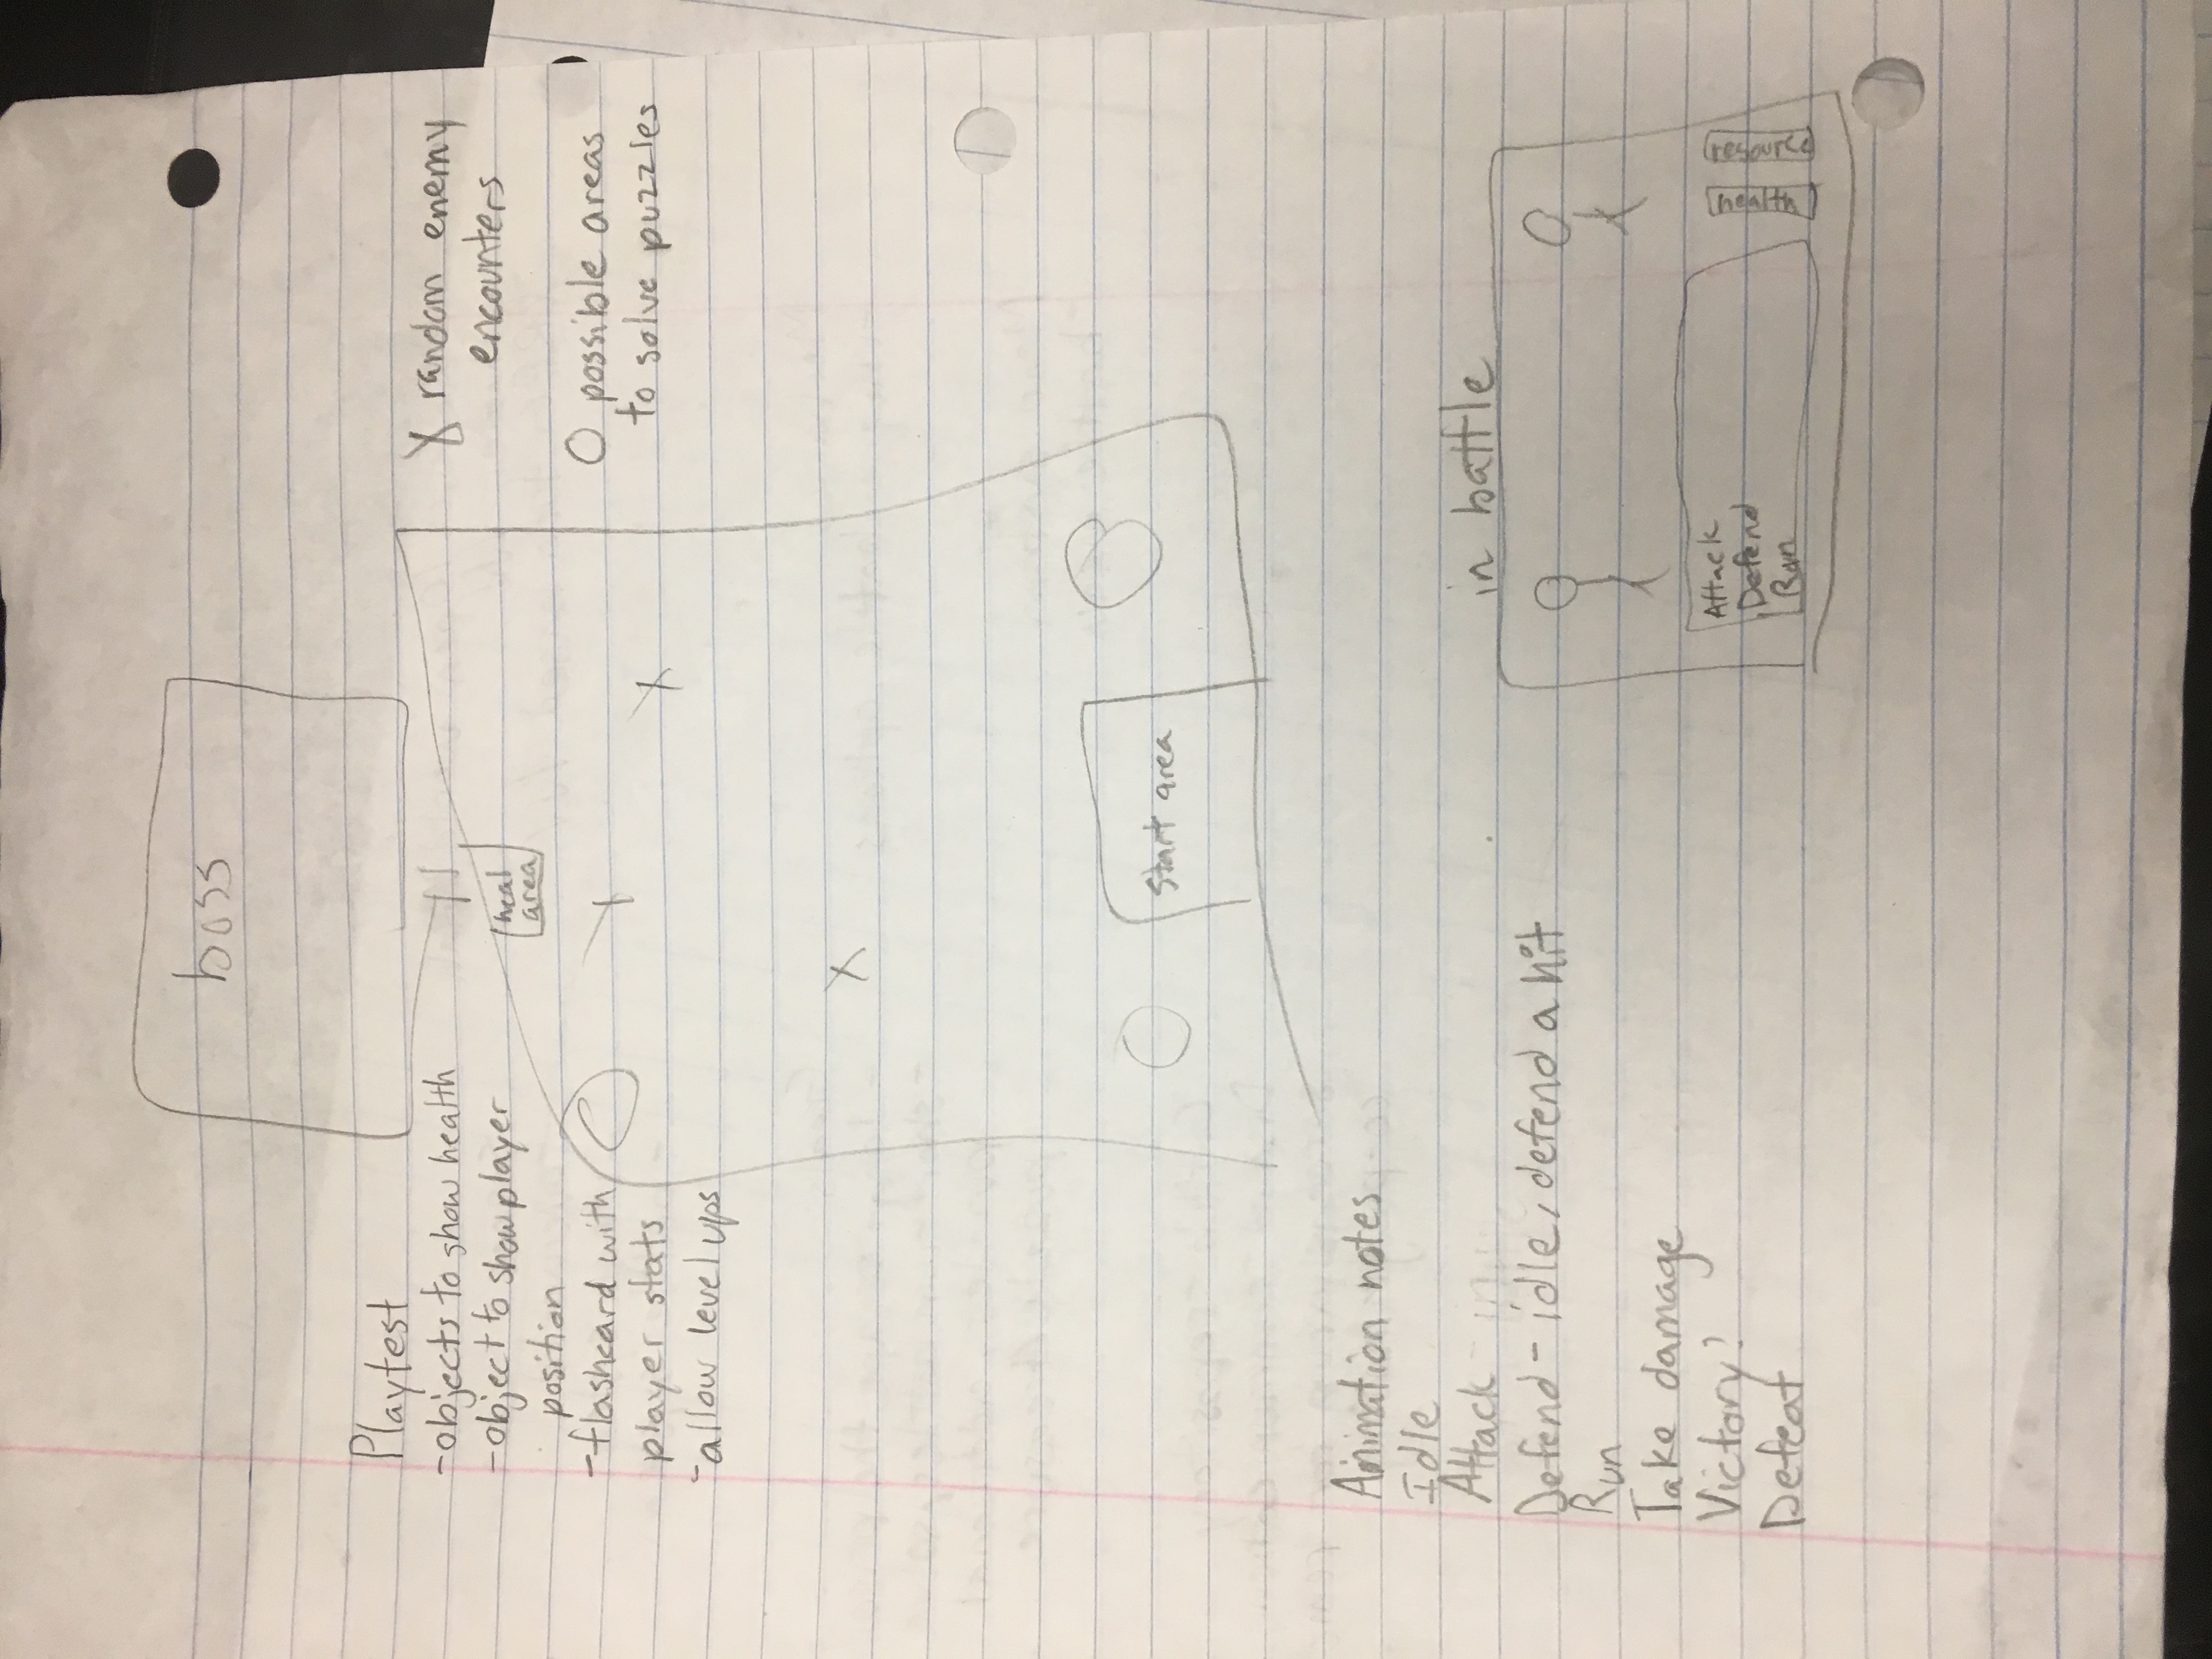 boss
Playtest
-objects to show health
-object to show player
position
-flashcard with
player stats
-allow level ups
heal
area
X random enemy
encounters
O possible areas
to solve puzzles
Start area
Animation notes
Idle
Attack
Defend - idle, defend a hit
Run
Take damage
Victory?
Defeat
in battle
Attack
Defend
Run
health
resource